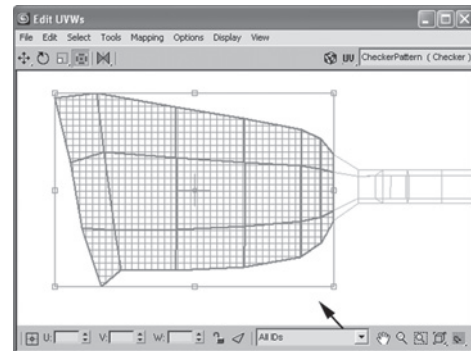 Edit UVWs
File Edit Select Tools Mapping Options Display View
UV CheckerPattern ( Checker )
U: V: W: All IDs